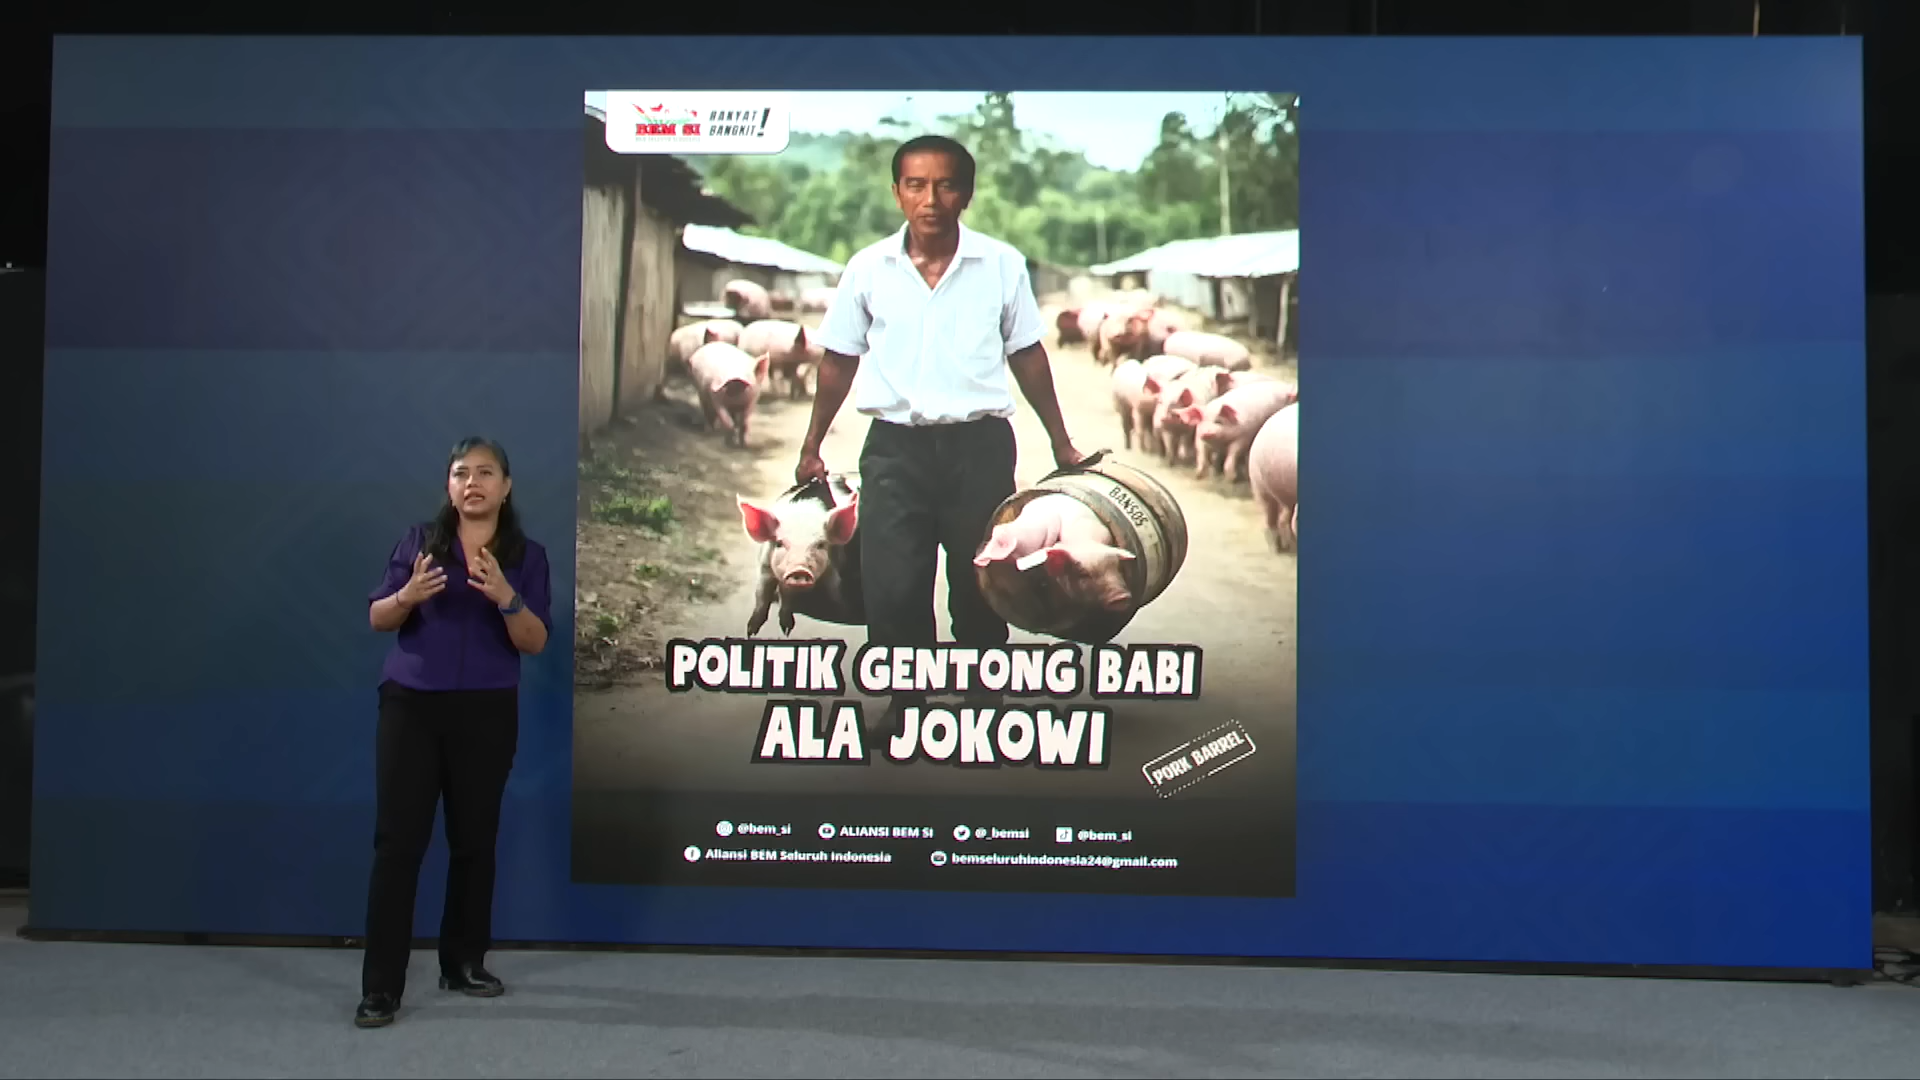 BEM SI
RAKYAT
BANGKIT!
BANSOS
POLITIK GENTONG BABI
ALA JOKOWI
PORK BARREL
@bem_si
ALIANSI BEM SI
@_bemsi
@bem_si
Aliansi BEM Seluruh Indonesia
bemseluruhindonesia24@gmail.com